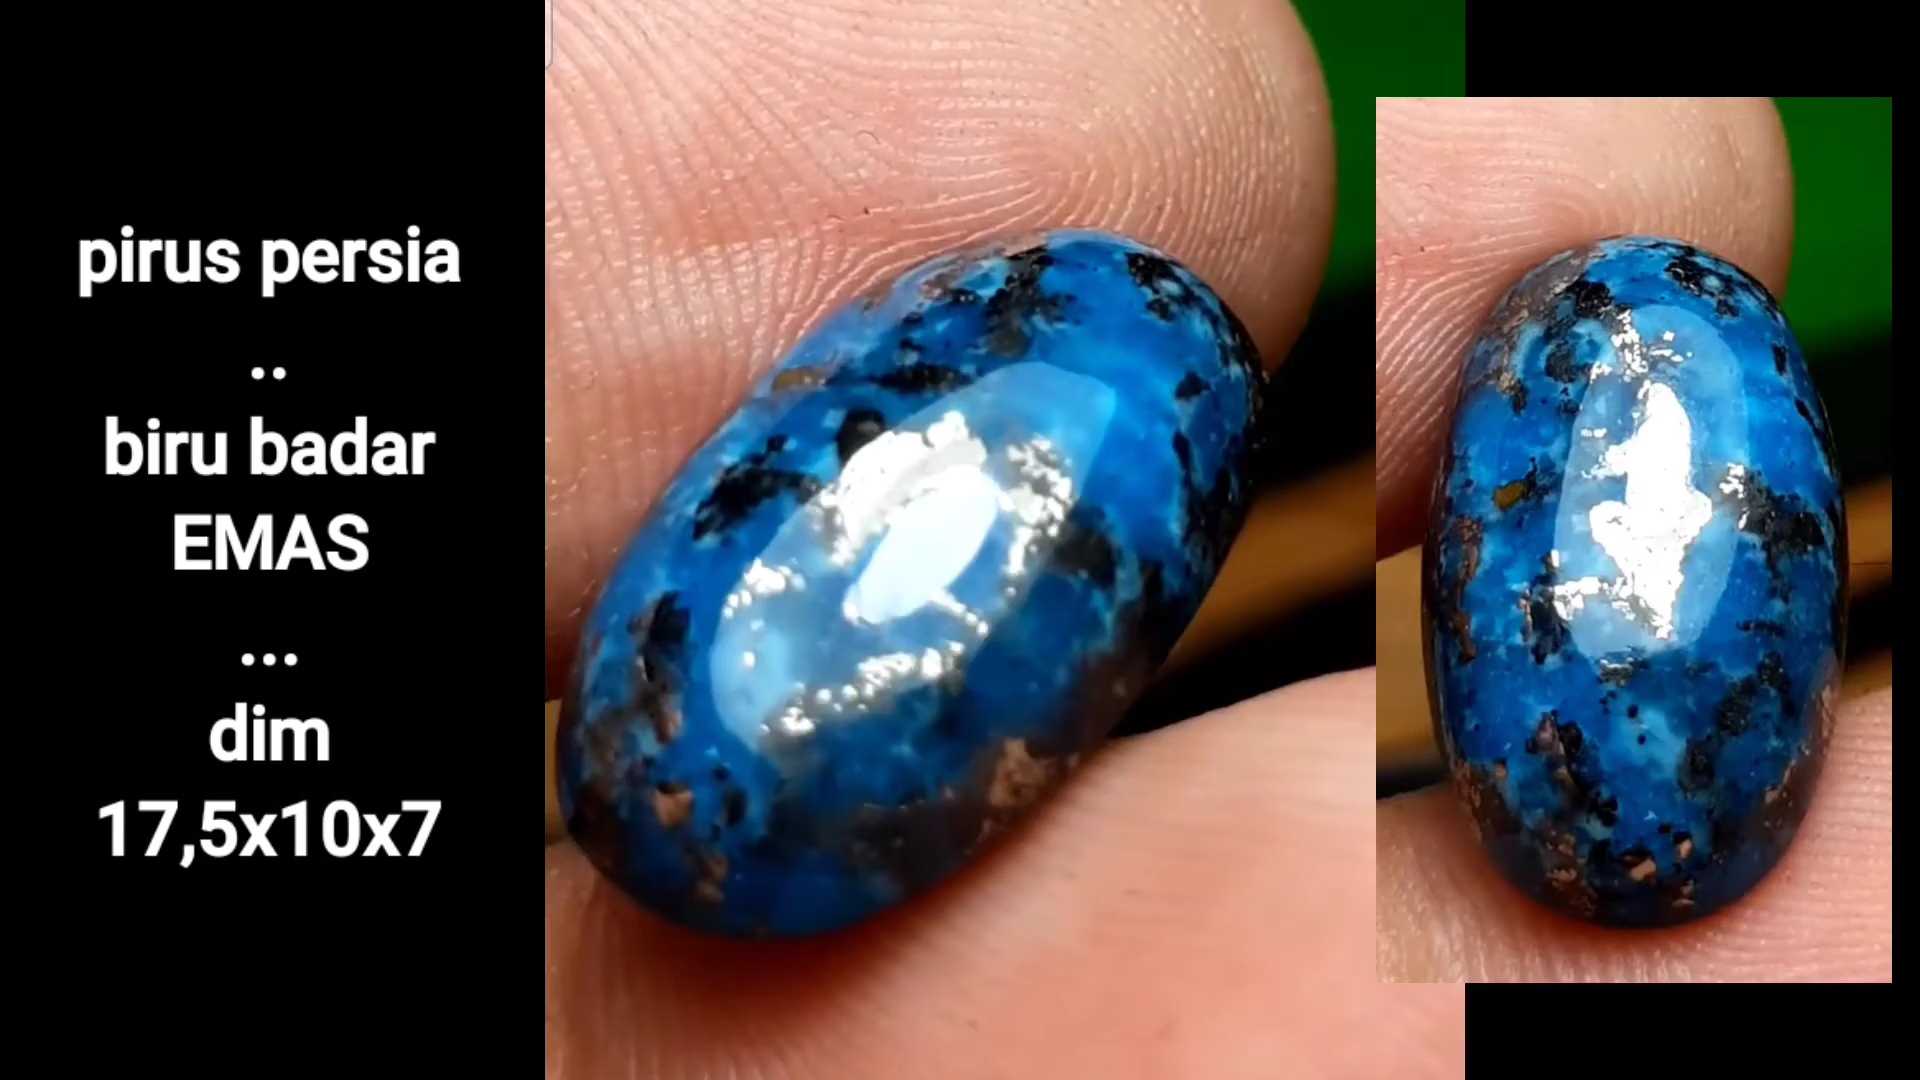 pirus persia
..
biru badar
EMAS
...
dim
17,5x10x7